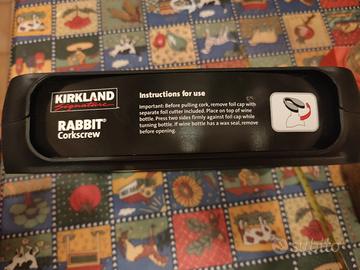 KIRKLAND
Signature
RABBIT®
Corkscrew
Instructions for use
Important: Before pulling cork, remove foil cap with
separate foil cutter included. Place on top of wine
bottle. Press two sides firmly against foil cap while
turning bottle. If wine bottle has a wax seal, remove
before opening.
subito